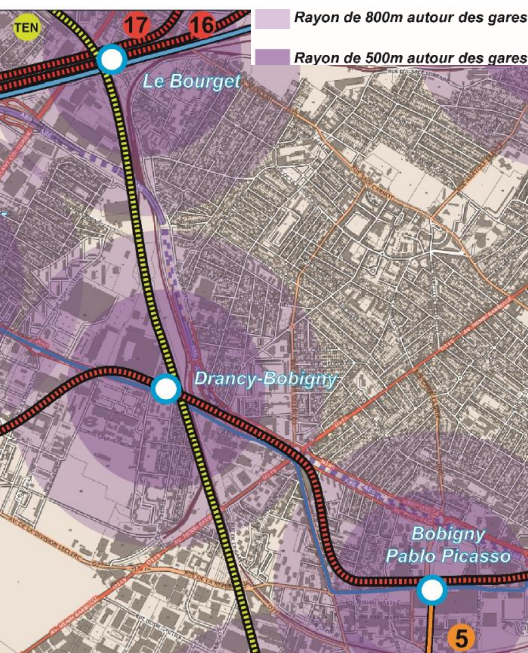 TEN
17
16
Rayon de 800m autour des gares
Rayon de 500m autour des gares
Le Bourget
Drancy-Bobigny
Bobigny
Pablo Picasso
5